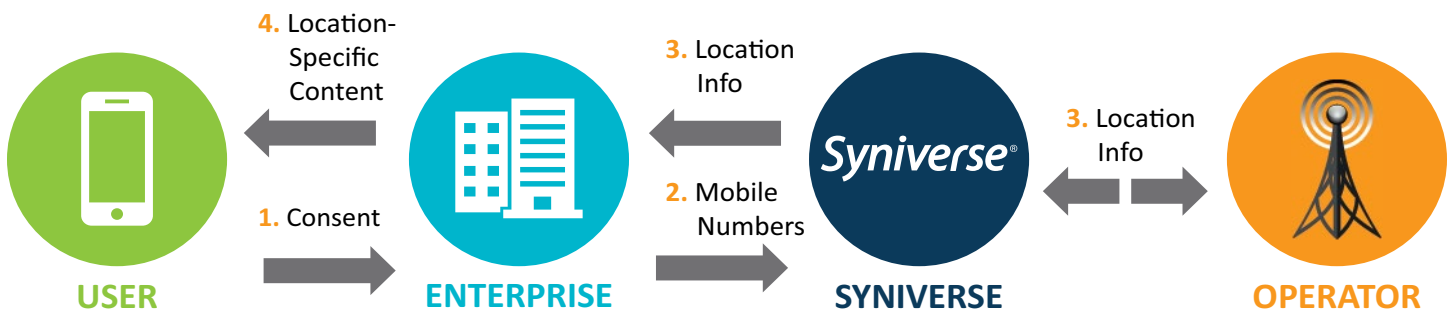 4. Location-
Specific
Content
1. Consent
USER
ENTERPRISE
3. Location
Info
2. Mobile
Numbers
Syniverse®
SYNIVERSE
3. Location
Info
OPERATOR